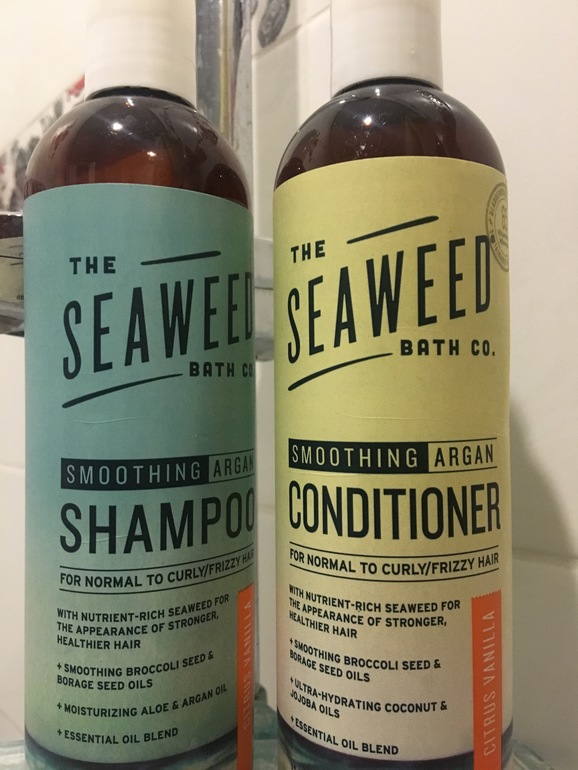 THE
SEAWEED
BATH CO.
SMOOTHING ARGAN
SHAMPOO
FOR NORMAL TO CURLY/FRIZZY HAIR
WITH NUTRIENT-RICH SEAWEED FOR
THE APPEARANCE OF STRONGER,
HEALTHIER HAIR
+ SMOOTHING BROCCOLI SEED &
BORAGE SEED OILS
+ MOISTURIZING ALOE & ARGAN OIL
+ ESSENTIAL OIL BLEND
CITRUS VANILLA
THE
SEAWEED
BATH CO.
SMOOTHING ARGAN
CONDITIONER
FOR NORMAL TO CURLY/FRIZZY HAIR
WITH NUTRIENT-RICH SEAWEED FOR
THE APPEARANCE OF STRONGER,
HEALTHIER HAIR
+ SMOOTHING BROCCOLI SEED &
BORAGE SEED OILS
+ ULTRA-HYDRATING COCONUT &
JOJOBA OILS
+ ESSENTIAL OIL BLEND
CITRUS VANILLA